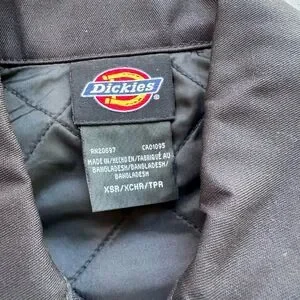 Dickies
®
RN20697 CA01095
MADE IN/HECHO EN/FABRIQUÉ AU
BANGLADESH/BANGLADESH/
BANGLADESH
XSR/XCHR/TPR